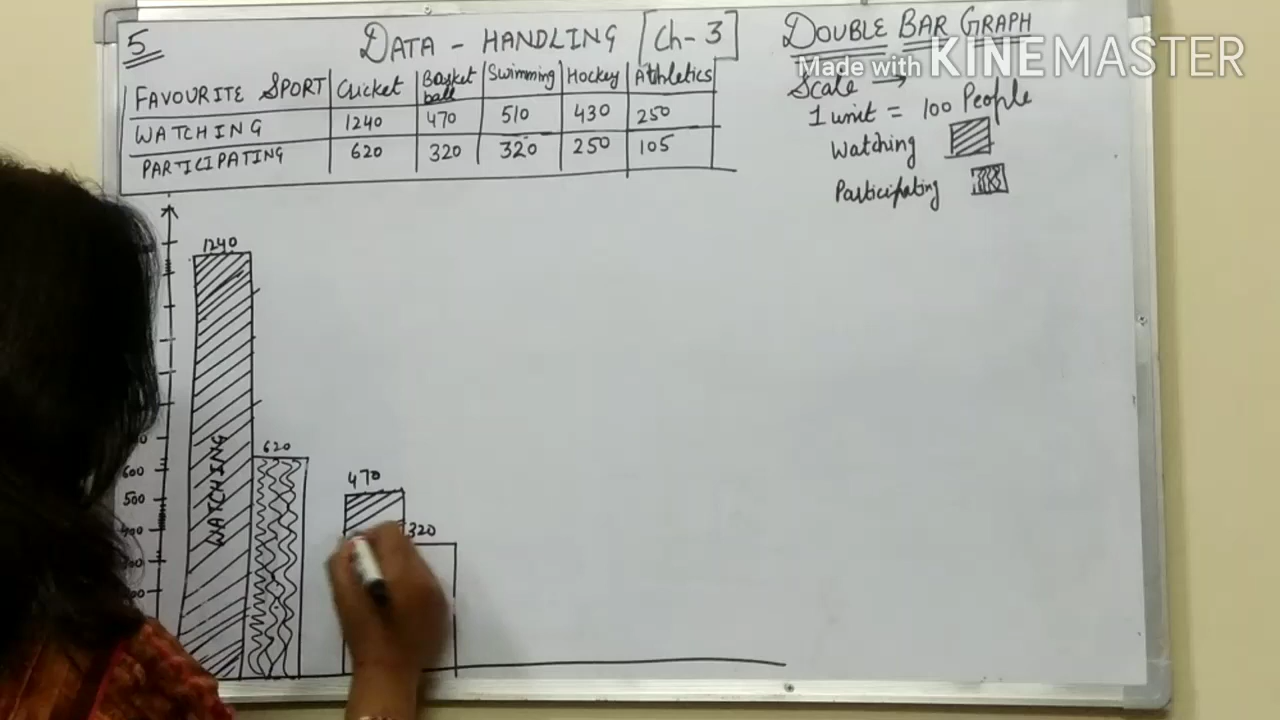 5
DATA - HANDLING [Ch-3]
DOUBLE BAR GRAPH
Made with KINEMASTER
Scale →
1 unit = 100 People
Watching
Participating
FAVOURITE SPORT Cricket Basket ball Swimming Hockey Athletics
WATCHING 1240 470 510 430 250
PARTICIPATING 620 320 320 250 105
1240
WATCHING
620
470
320
600
500
400